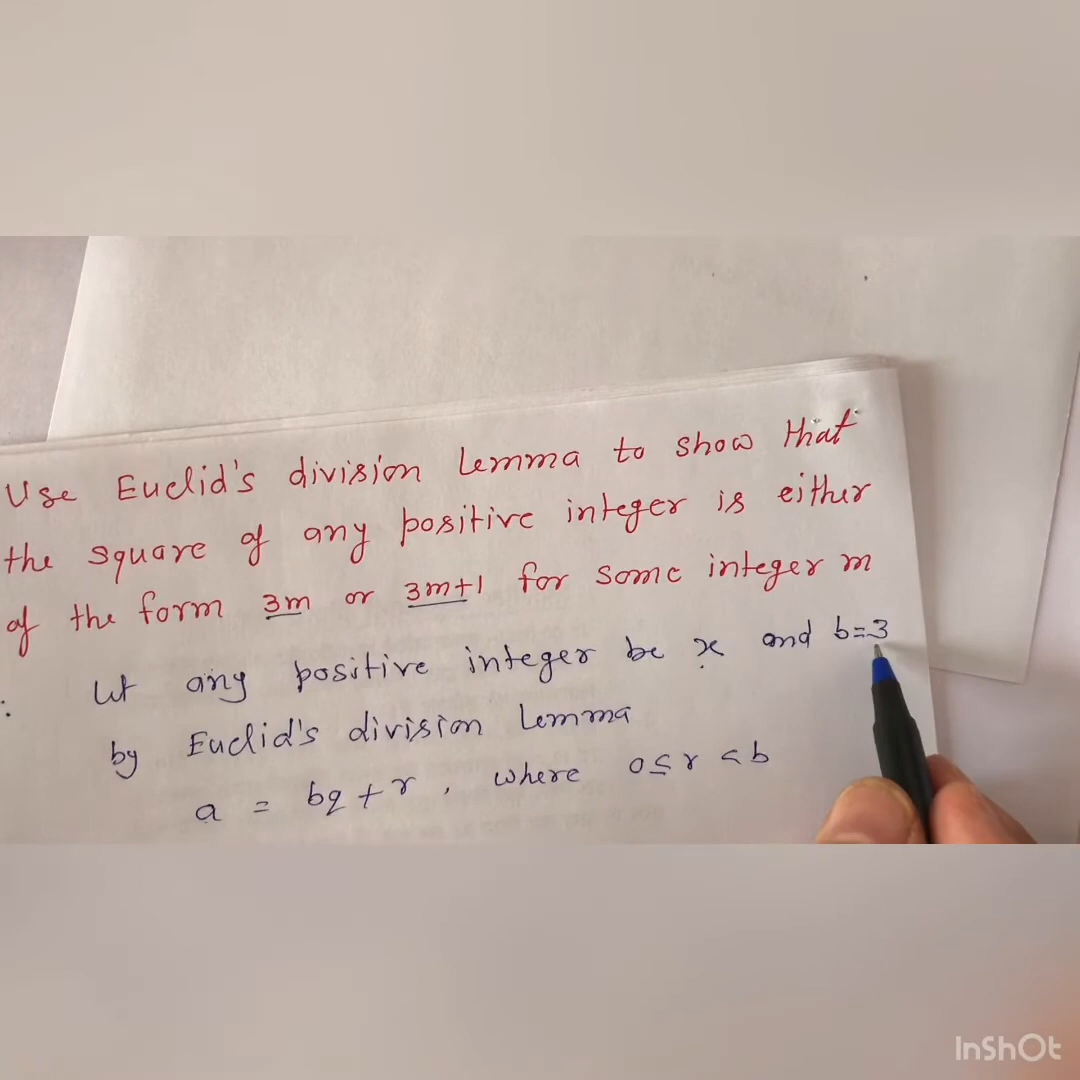 Use Euclid's division Lemma to show that
the square of any positive integer is either
of the form 3m or 3m+1 for some integer m
: Let any positive integer be x and b=3
by Euclid's division Lemma
a = bq + r, where 0≤r<b
InShOt